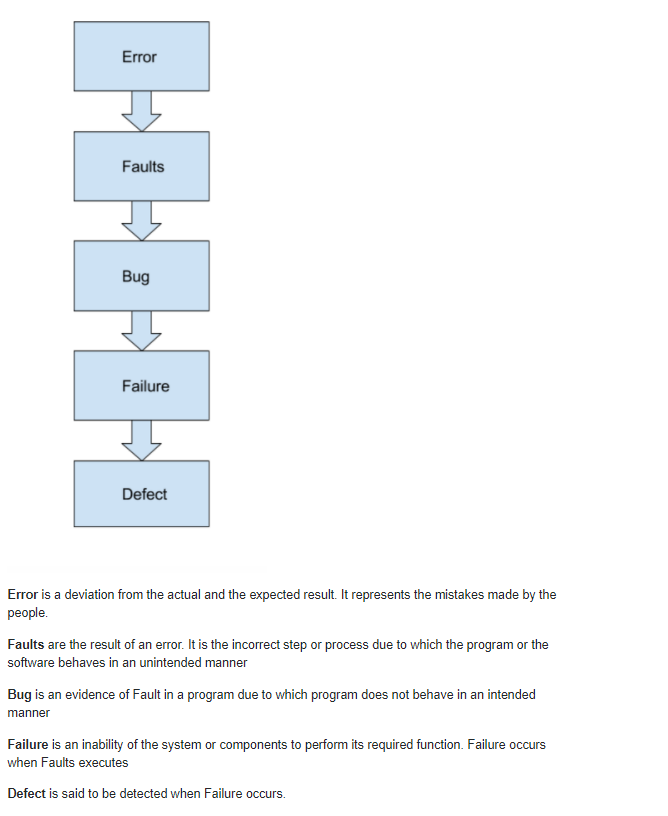 Error
Faults
Bug
Failure
Defect
Error is a deviation from the actual and the expected result. It represents the mistakes made by the
people.
Faults are the result of an error. It is the incorrect step or process due to which the program or the
software behaves in an unintended manner
Bug is an evidence of Fault in a program due to which program does not behave in an intended
manner
Failure is an inability of the system or components to perform its required function. Failure occurs
when Faults executes
Defect is said to be detected when Failure occurs.